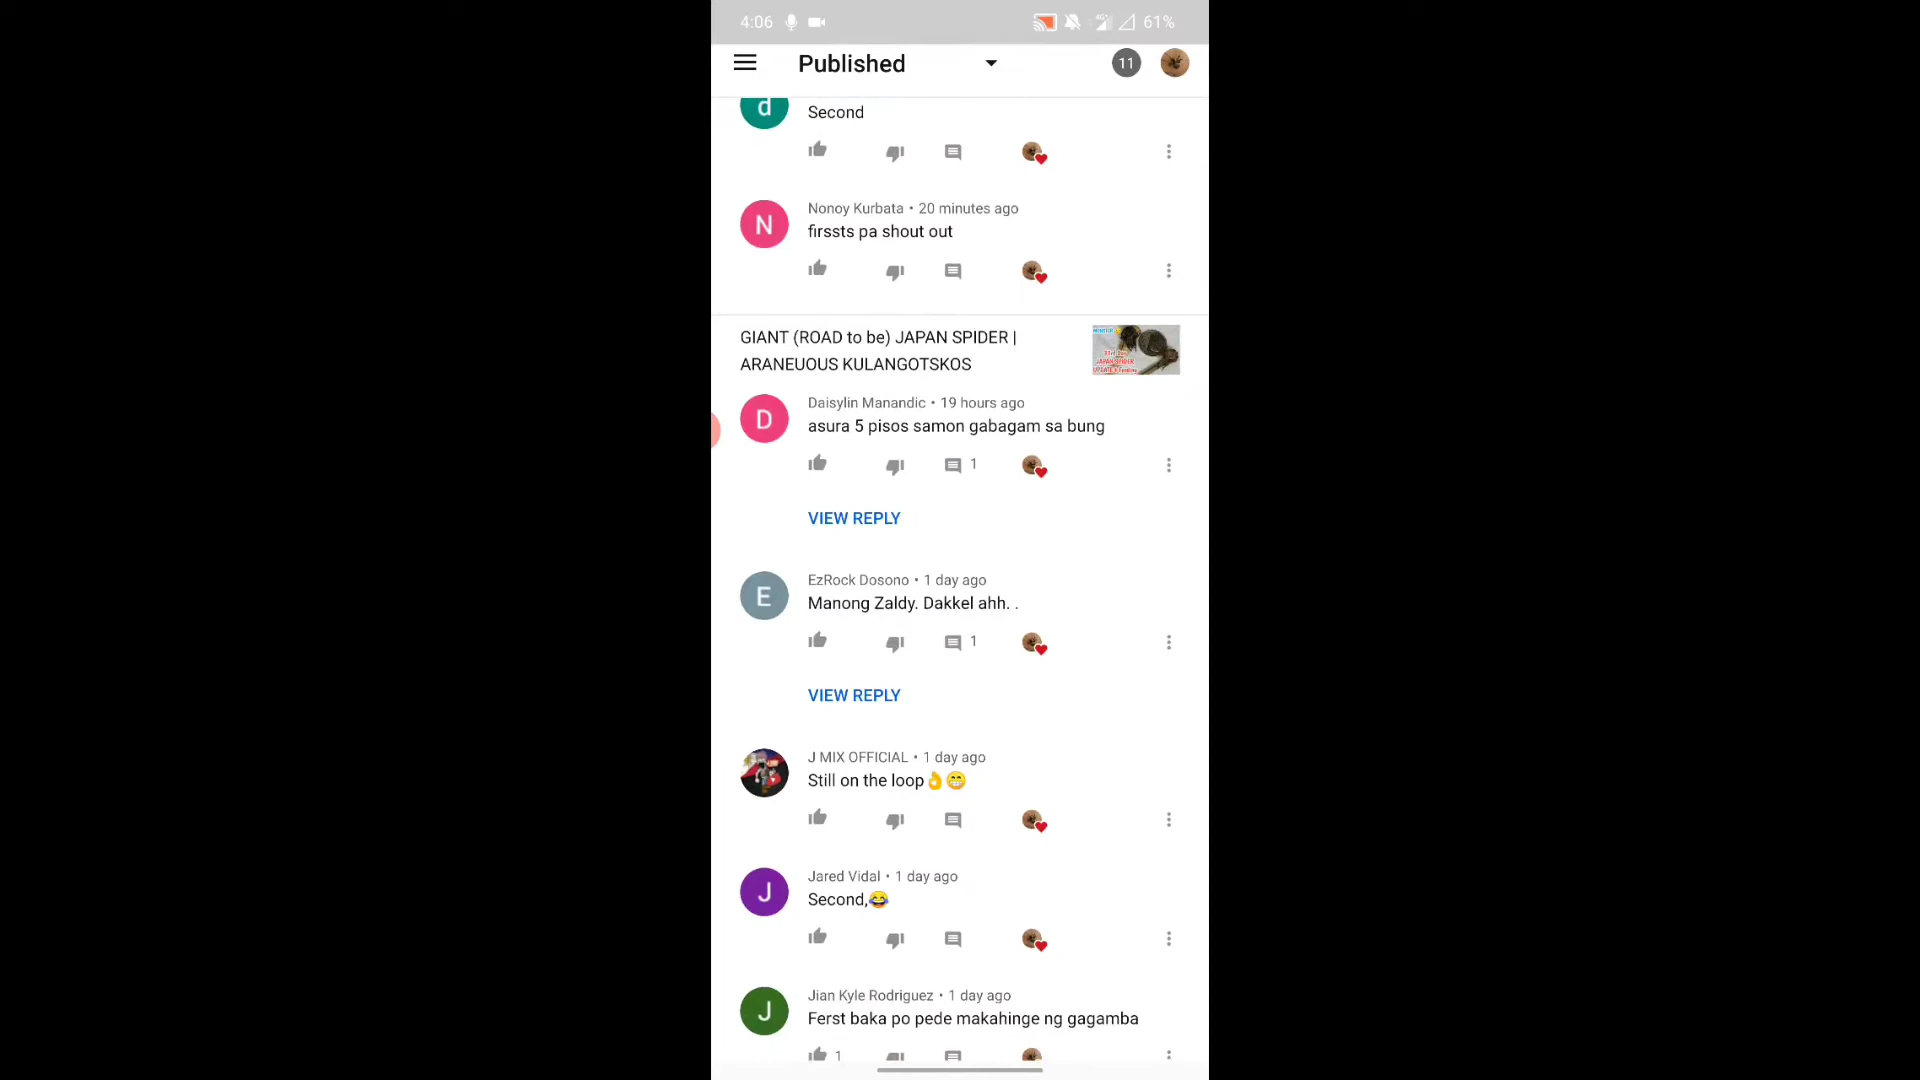 4:06
4G
61%
Published
11
d
Second
N
Nonoy Kurbata • 20 minutes ago
firssts pa shout out
GIANT (ROAD to be) JAPAN SPIDER |
ARANEUOUS KULANGOTSKOS
JAPAN SPIDER
D
Daisylin Manandic • 19 hours ago
asura 5 pisos samon gabagam sa bung
1
VIEW REPLY
E
EzRock Dosono • 1 day ago
Manong Zaldy. Dakkel ahh. .
1
VIEW REPLY
J MIX OFFICIAL • 1 day ago
Still on the loop👌😁
J
Jared Vidal • 1 day ago
Second,😂
J
Jian Kyle Rodriguez • 1 day ago
Ferst baka po pede makahinge ng gagamba
1